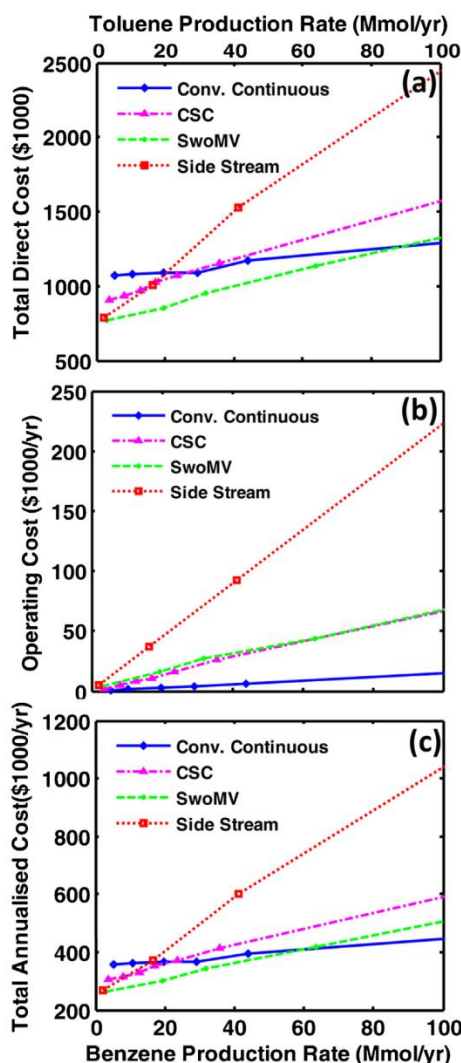 Toluene Production Rate (Mmol/yr)
0 20 40 60 80 100
(a)
2500
2000
1500
1000
500
Total Direct Cost ($1000)
Conv. Continuous
CSC
SwoMV
Side Stream
(b)
250
200
150
100
50
0
Operating Cost ($1000/yr)
Conv. Continuous
CSC
SwoMV
Side Stream
(c)
1200
1000
800
600
400
200
Total Annualised Cost($1000/yr)
Conv. Continuous
CSC
SwoMV
Side Stream
0 20 40 60 80 100
Benzene Production Rate (Mmol/yr)